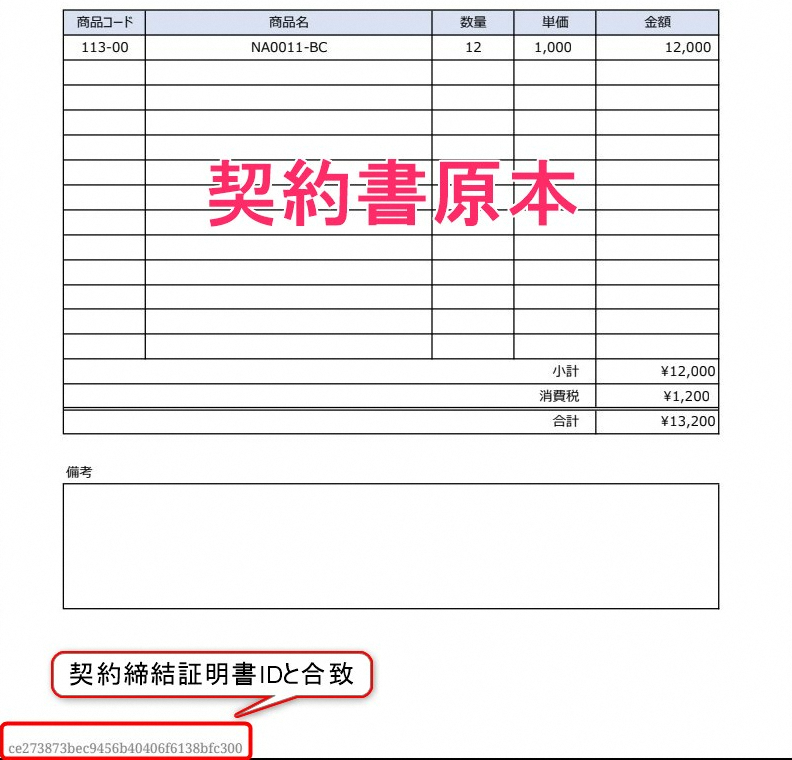 商品コード 商品名 数量 単価 金額
113-00 NA0011-BC 12 1,000 12,000
契約書原本
小計 ¥12,000
消費税 ¥1,200
合計 ¥13,200
備考
契約締結証明書IDと合致
ce273873bec9456b40406f6138bfc300